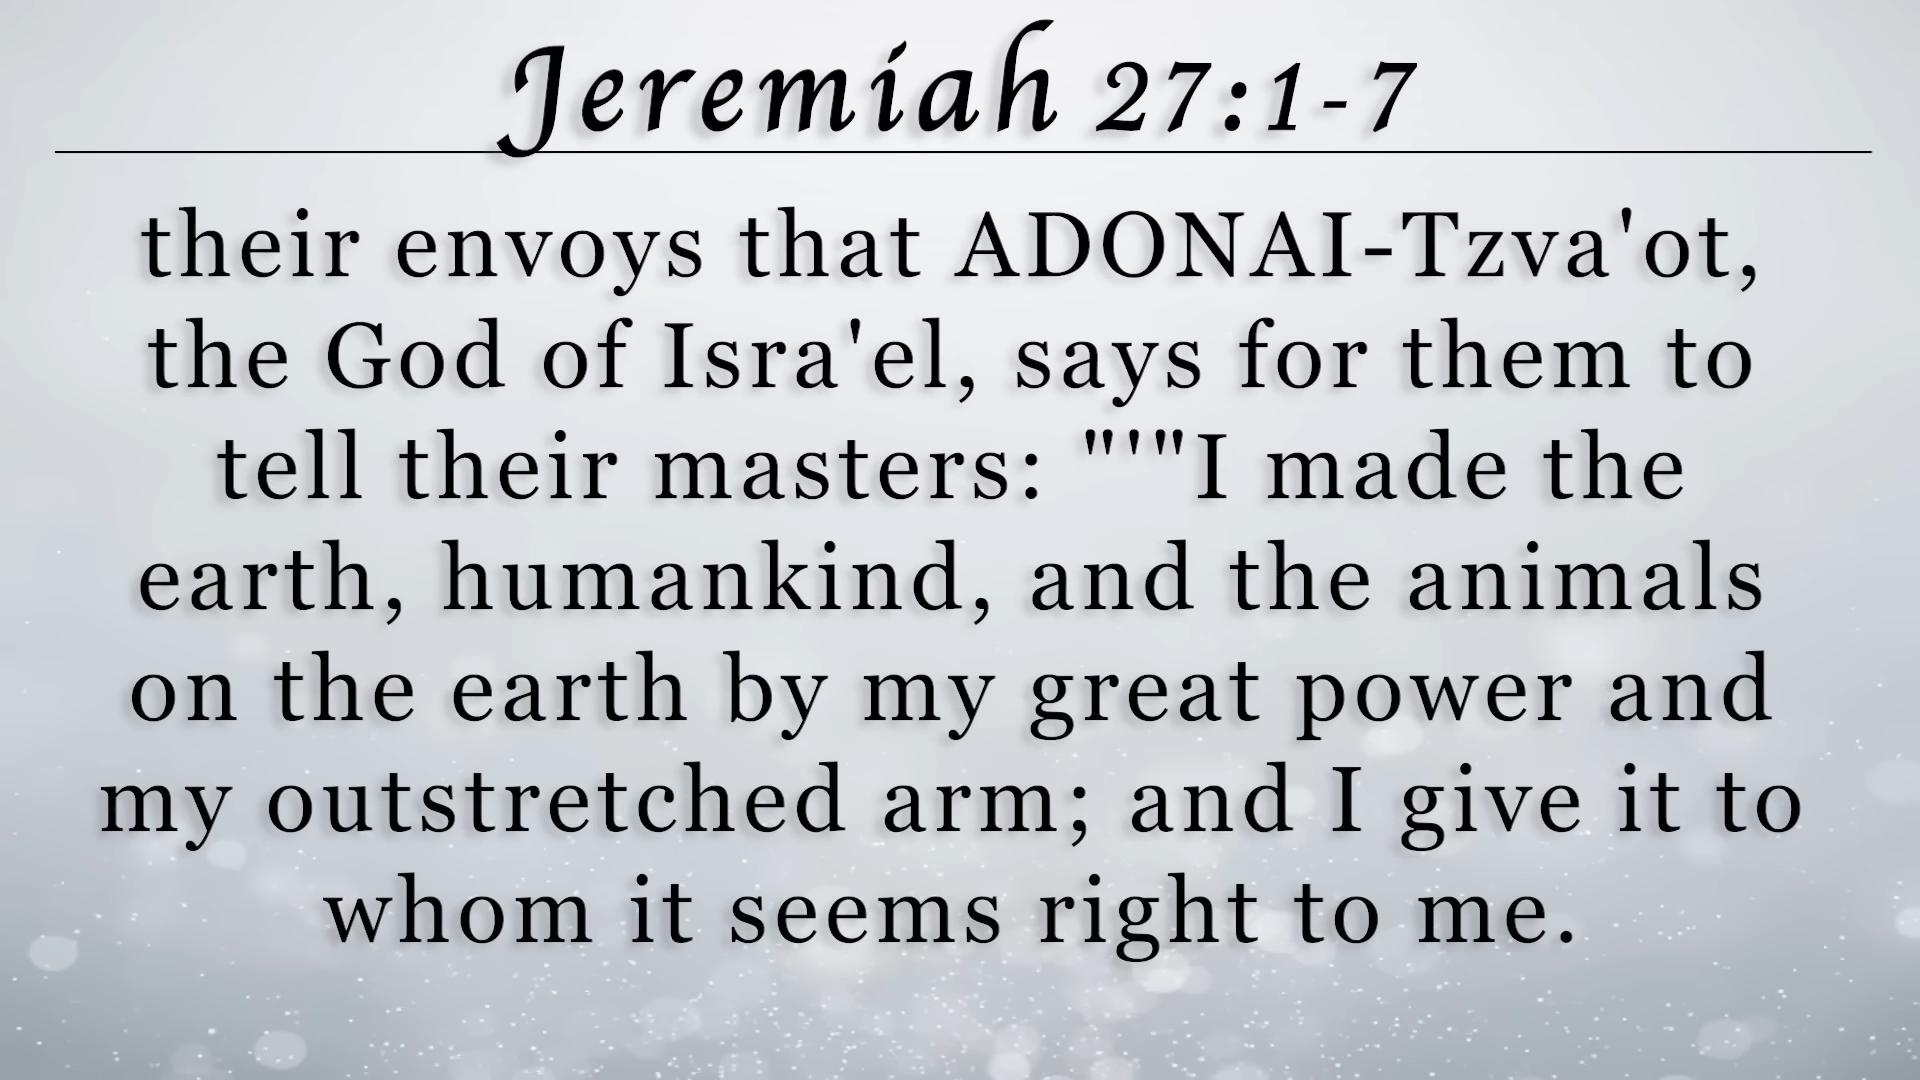 Jeremiah 27:1-7
their envoys that ADONAI-Tzva'ot,
the God of Isra'el, says for them to
tell their masters: "'"I made the
earth, humankind, and the animals
on the earth by my great power and
my outstretched arm; and I give it to
whom it seems right to me.